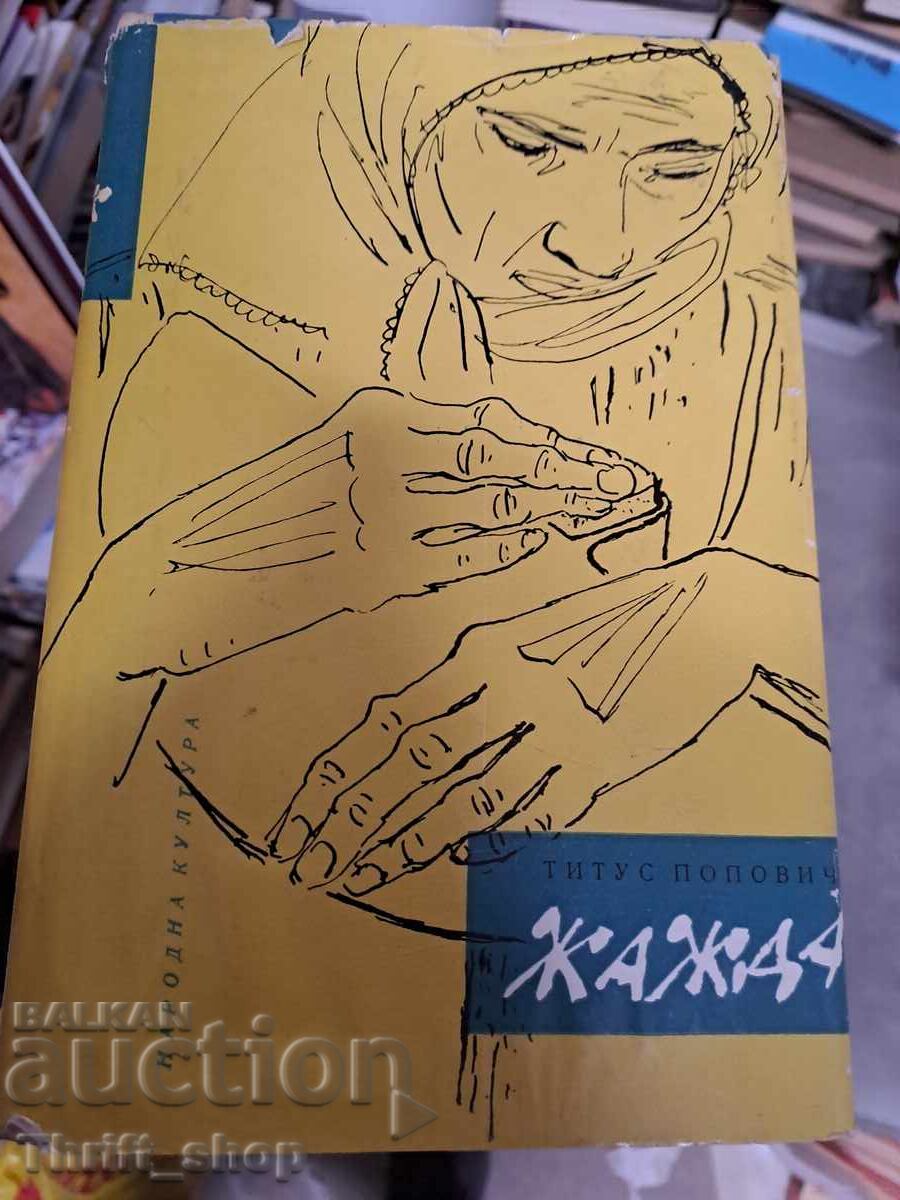 ТИТУС ПОПОВИЧ
ЖАЖДА
НАРОДНА КУЛТУРА
BALKAN
auction
Thrift_shop